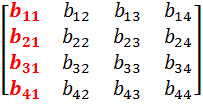 b₁₁ b₁₂ b₁₃ b₁₄
b₂₁ b₂₂ b₂₃ b₂₄
b₃₁ b₃₂ b₃₃ b₃₄
b₄₁ b₄₂ b₄₃ b₄₄